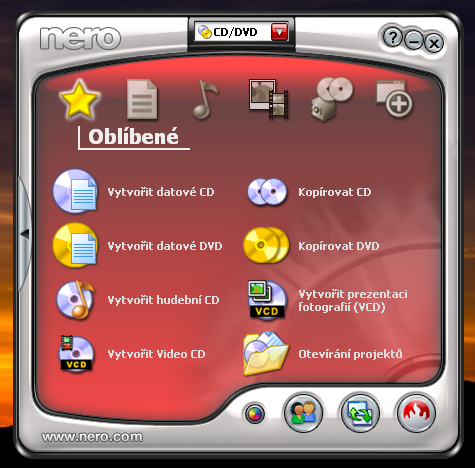 nero
CD/DVD
?
Oblíbené
Vytvořit datové CD
Kopírovat CD
Vytvořit datové DVD
Kopírovat DVD
Vytvořit hudební CD
Vytvořit prezentaci
fotografií (VCD)
VCD
Vytvořit Video CD
VCD
Otevírání projektů
www.nero.com